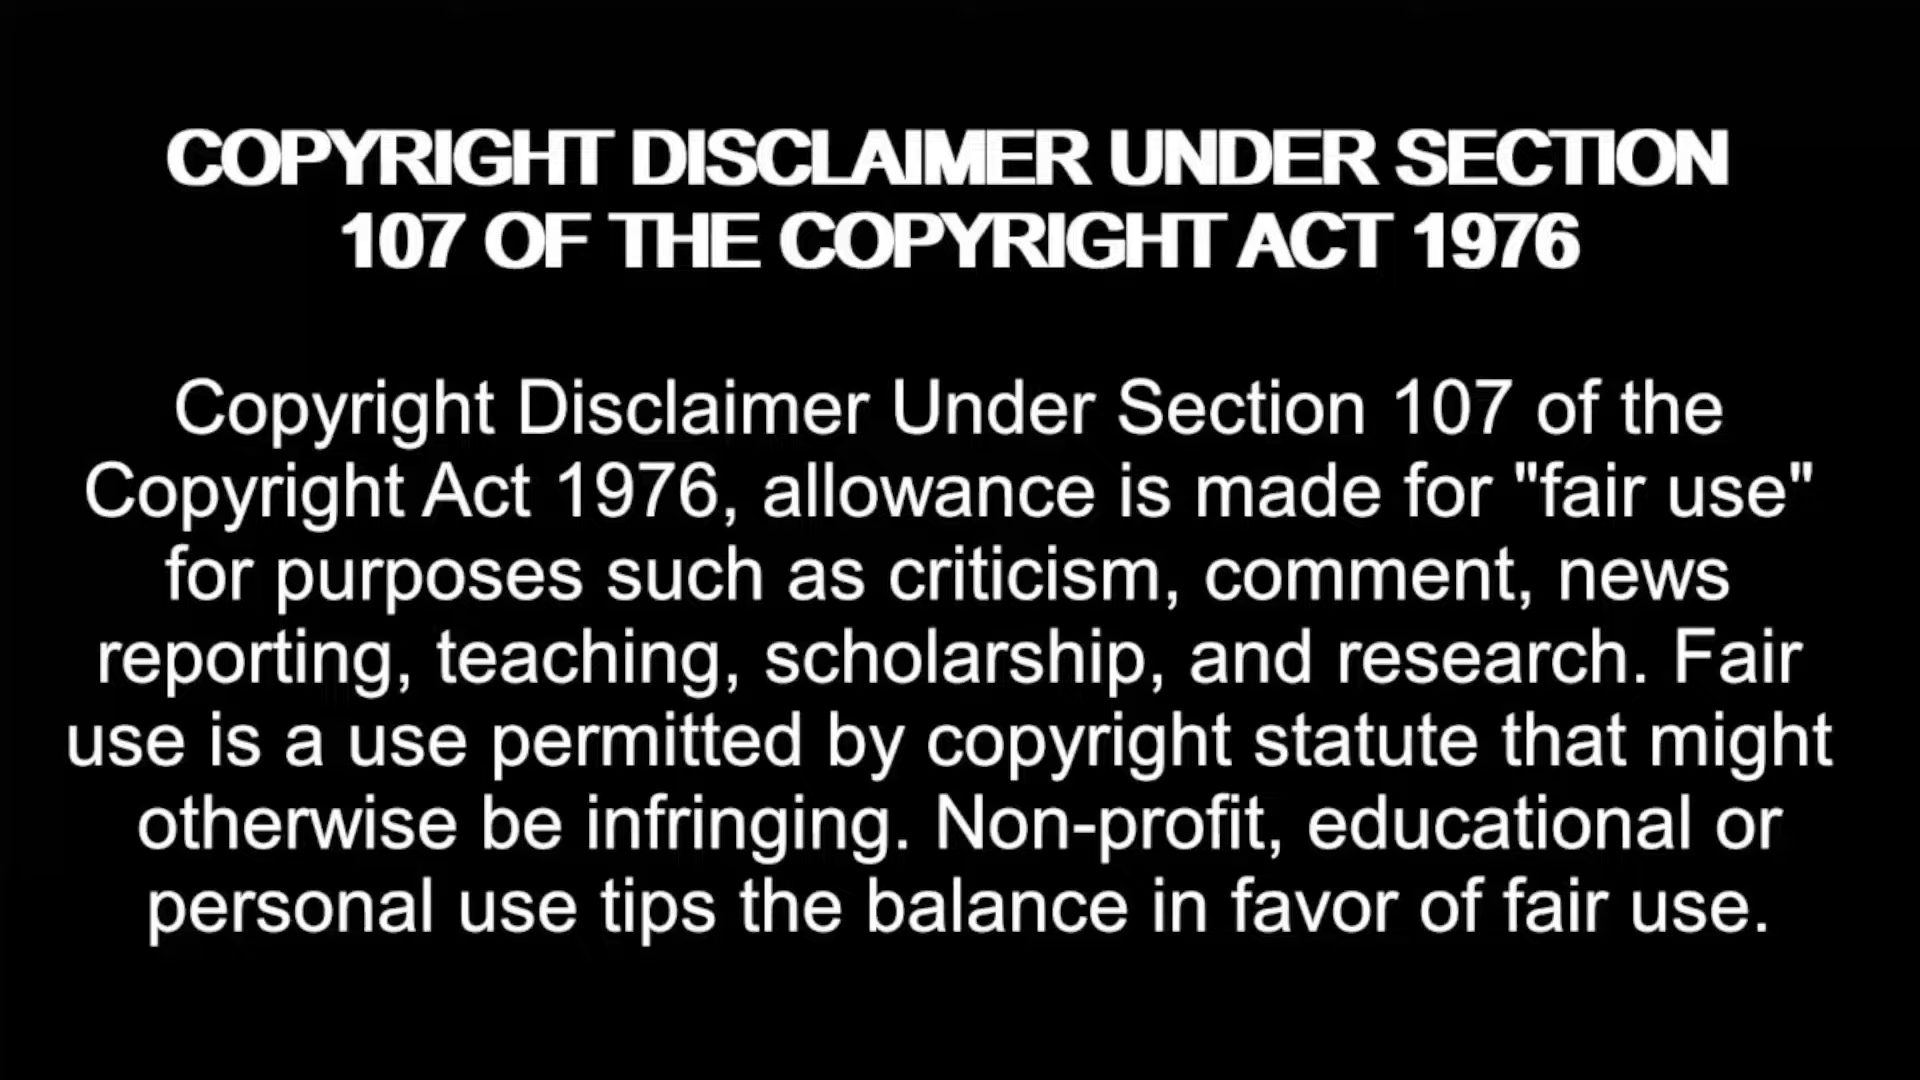 COPYRIGHT DISCLAIMER UNDER SECTION
107 OF THE COPYRIGHT ACT 1976
Copyright Disclaimer Under Section 107 of the
Copyright Act 1976, allowance is made for "fair use"
for purposes such as criticism, comment, news
reporting, teaching, scholarship, and research. Fair
use is a use permitted by copyright statute that might
otherwise be infringing. Non-profit, educational or
personal use tips the balance in favor of fair use.